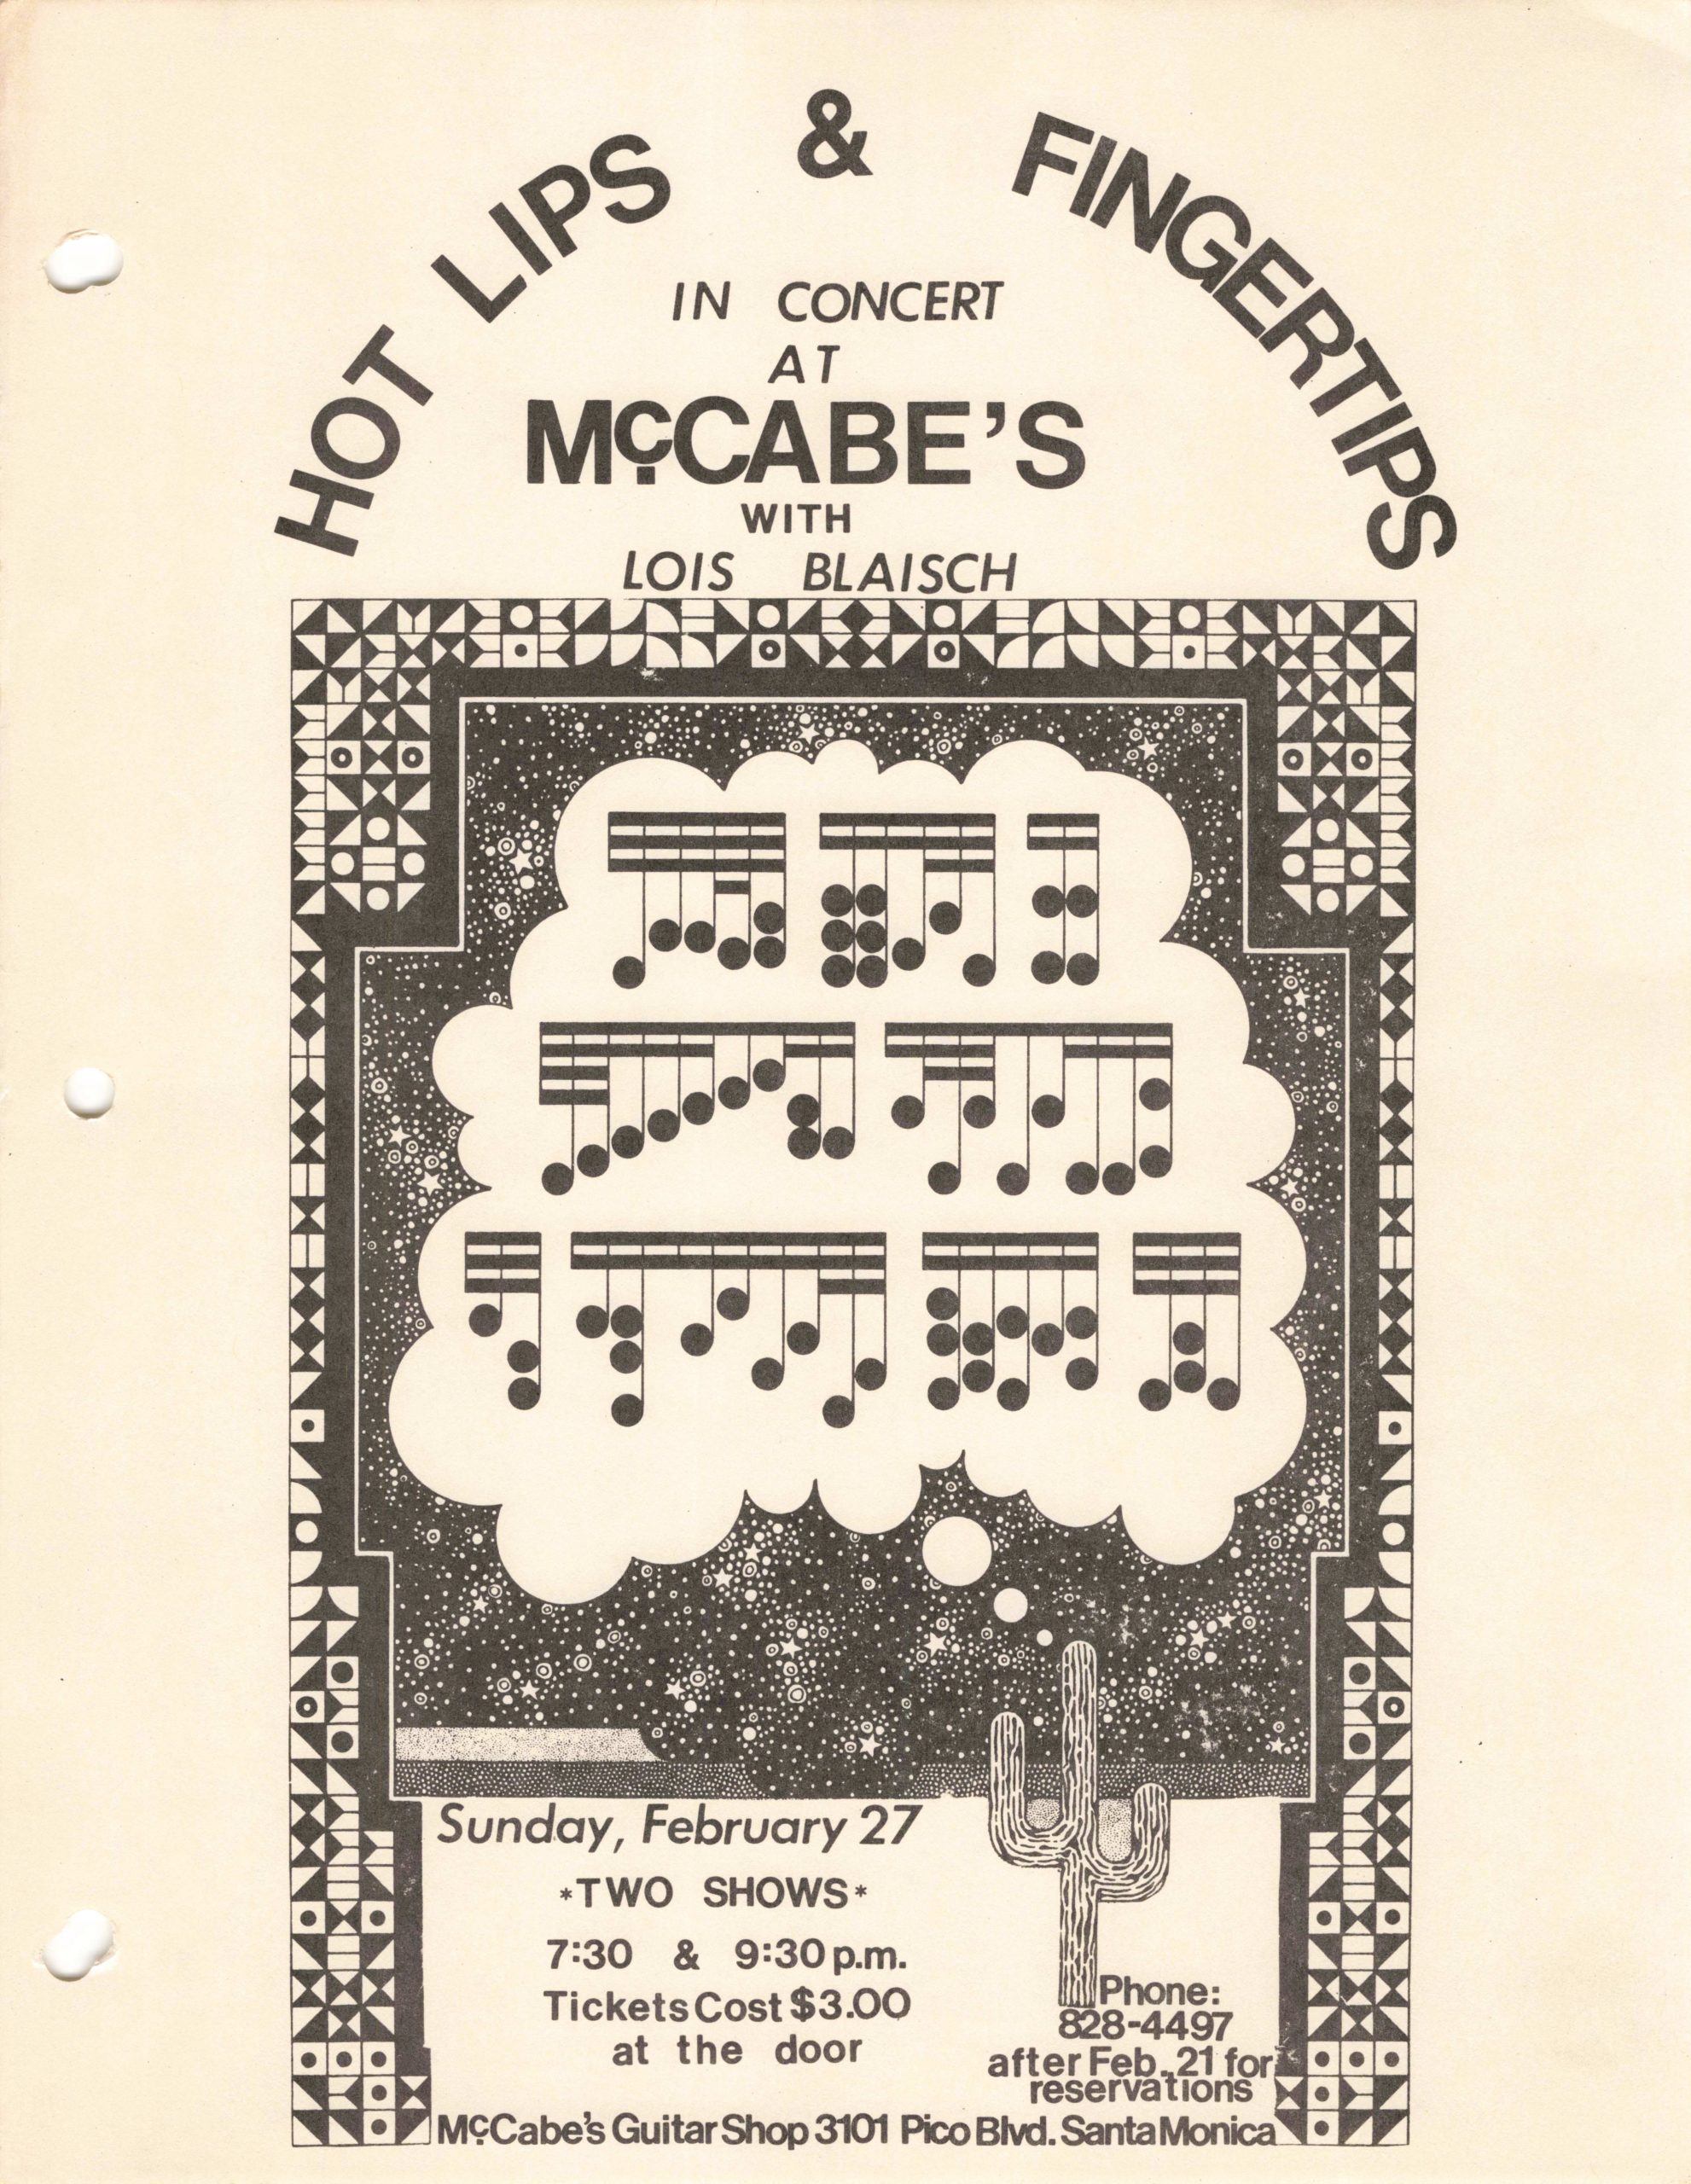 HOT LIPS & FINGERTIPS
IN CONCERT
AT
McCABE'S
WITH
LOIS BLAISCH
Sunday, February 27
*TWO SHOWS*
7:30 & 9:30 p.m.
Tickets Cost $3.00
at the door
Phone:
828-4497
after Feb. 21 for
reservations
McCabe's Guitar Shop 3101 Pico Blvd. Santa Monica